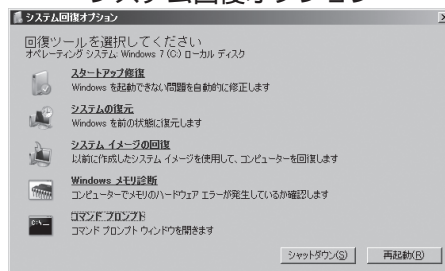 システム回復オプション
システム回復オプション
回復ツールを選択してください
オペレーティング システム: Windows 7 (C:) ローカル ディスク
スタートアップ修復
Windows を起動できない問題を自動的に修正します
システムの復元
Windows を前の状態に復元します
システム イメージの回復
以前に作成したシステム イメージを使用して、コンピューターを回復します
Windows メモリ診断
コンピューターでメモリのハードウェア エラーが発生しているか確認します
コマンド プロンプト
コマンド プロンプト ウィンドウを開きます
シャットダウン(S)
再起動(R)